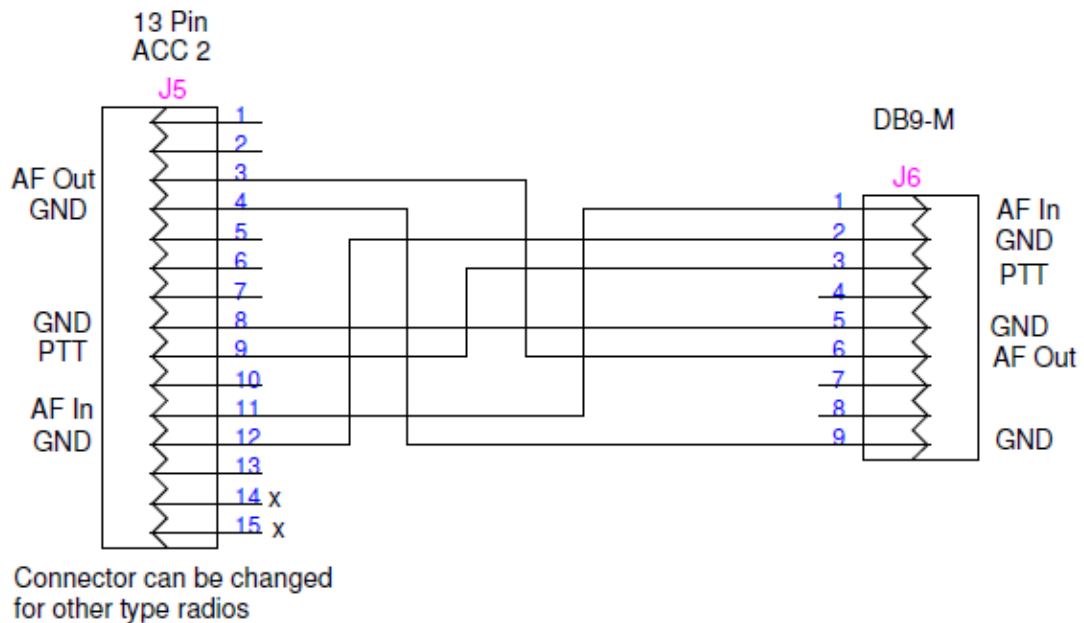 13 Pin
ACC 2
J5
1
2
AF Out 3
GND 4
5
6
7
GND 8
PTT 9
10
AF In 11
GND 12
13
14 x
15 x
Connector can be changed
for other type radios
DB9-M
J6
1 AF In
2 GND
3 PTT
4
5 GND
6 AF Out
7
8
9 GND